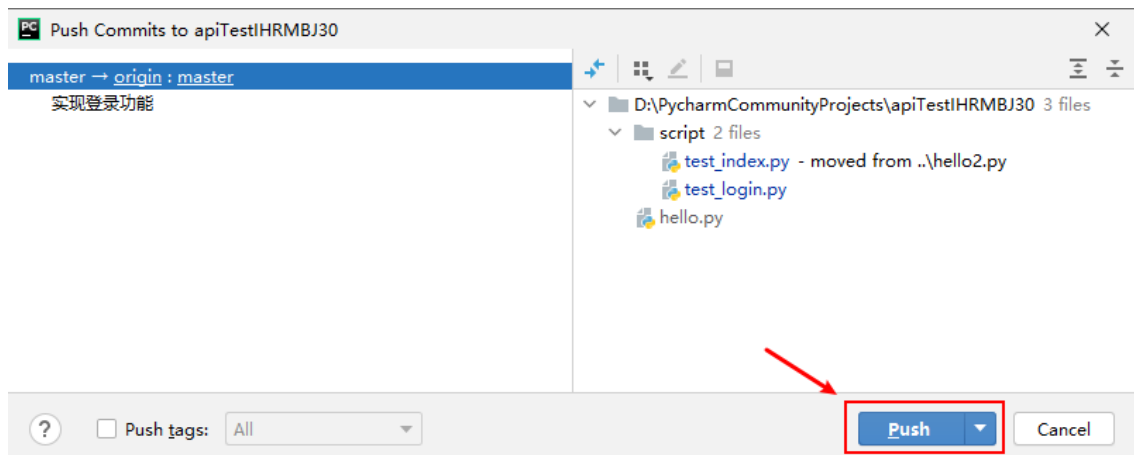 PC Push Commits to apiTestIHRMBJ30
master → origin : master
实现登录功能
D:\PycharmCommunityProjects\apiTestIHRMBJ30 3 files
script 2 files
test_index.py - moved from ..\hello2.py
test_login.py
hello.py
? Push tags: All Push Cancel